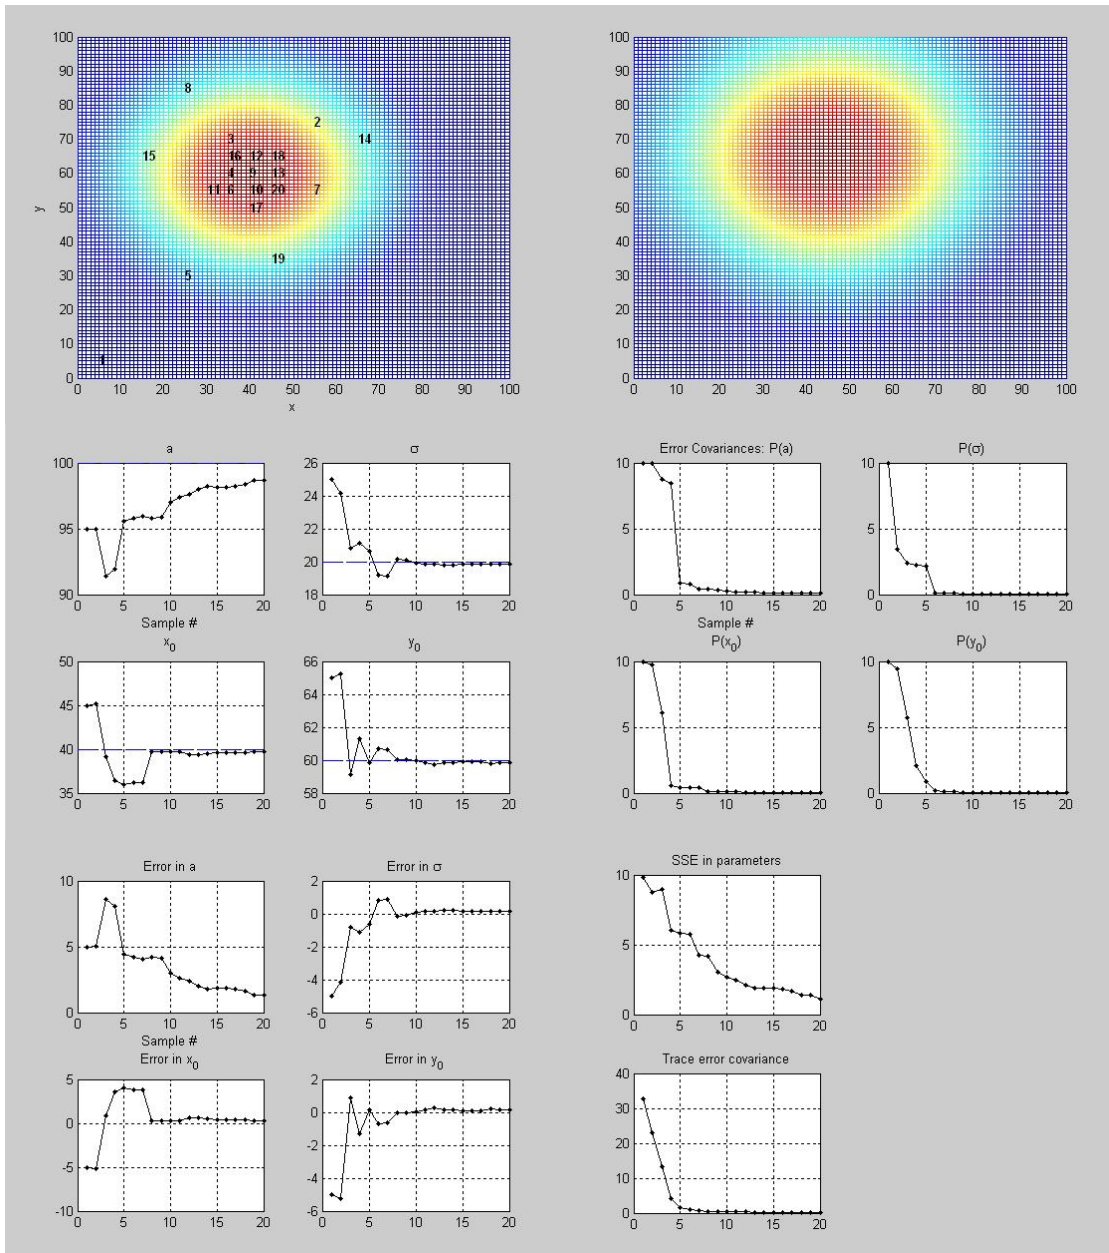 100
90
80
70
60
50
40
30
20
10
0
y
8
2
3
14
15
16 12 18
4 9 13
11 6 10 20 7
17
19
5
1
0 10 20 30 40 50 60 70 80 90 100
x
100
90
80
70
60
50
40
30
20
10
0
0 10 20 30 40 50 60 70 80 90 100
a
100
95
90
0 5 10 15 20
Sample #
σ
26
24
22
20
18
0 5 10 15 20
Error Covariances: P(a)
10
5
0
0 5 10 15 20
Sample #
P(σ)
10
5
0
0 5 10 15 20
x0
50
45
40
35
0 5 10 15 20
y0
66
64
62
60
58
0 5 10 15 20
P(x0)
10
5
0
0 5 10 15 20
P(y0)
10
5
0
0 5 10 15 20
Error in a
10
5
0
0 5 10 15 20
Sample #
Error in σ
2
0
-2
-4
-6
0 5 10 15 20
SSE in parameters
10
5
0
0 5 10 15 20
Error in x0
5
0
-5
-10
0 5 10 15 20
Error in y0
2
0
-2
-4
-6
0 5 10 15 20
Trace error covariance
40
30
20
10
0
0 5 10 15 20